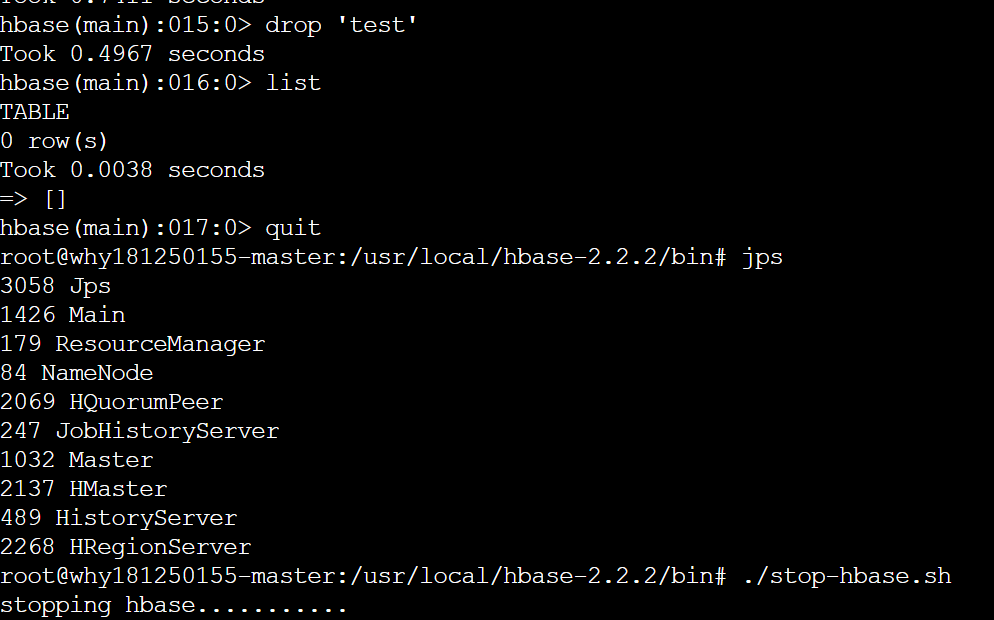 hbase(main):015:0> drop 'test'
Took 0.4967 seconds
hbase(main):016:0> list
TABLE
0 row(s)
Took 0.0038 seconds
=> []
hbase(main):017:0> quit
root@why181250155-master:/usr/local/hbase-2.2.2/bin# jps
3058 Jps
1426 Main
179 ResourceManager
84 NameNode
2069 HQuorumPeer
247 JobHistoryServer
1032 Master
2137 HMaster
489 HistoryServer
2268 HRegionServer
root@why181250155-master:/usr/local/hbase-2.2.2/bin# ./stop-hbase.sh
stopping hbase...........